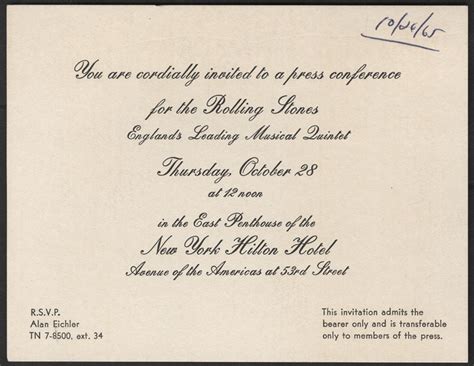 10/26/65
You are cordially invited to a press conference
for the Rolling Stones
Englands Leading Musical Quintet
Thursday, October 28
at 12 noon
in the East Penthouse of the
New York Hilton Hotel
Avenue of the Americas at 53rd Street
R.S.V.P.
Alan Eichler
TN 7-8500, ext. 34
This invitation admits the
bearer only and is transferable
only to members of the press.